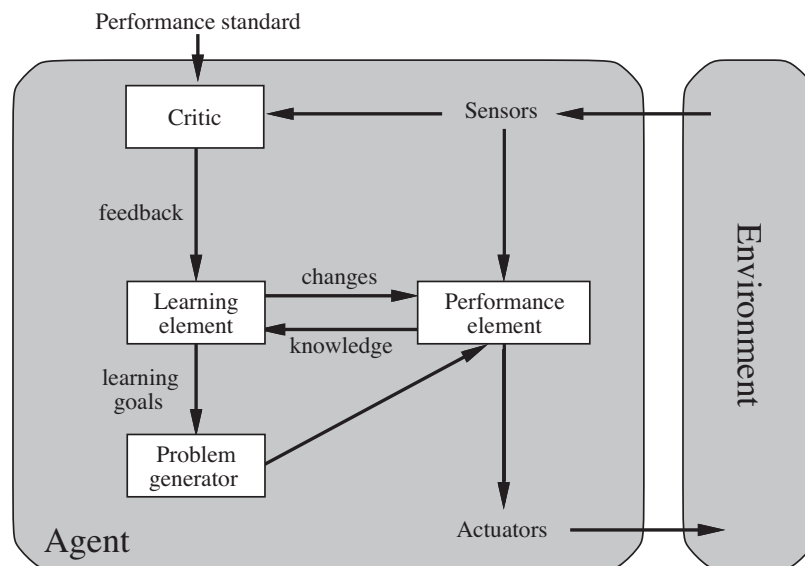 Performance standard
Critic
Sensors
feedback
changes
Learning
element
Performance
element
knowledge
learning
goals
Problem
generator
Agent
Actuators
Environment